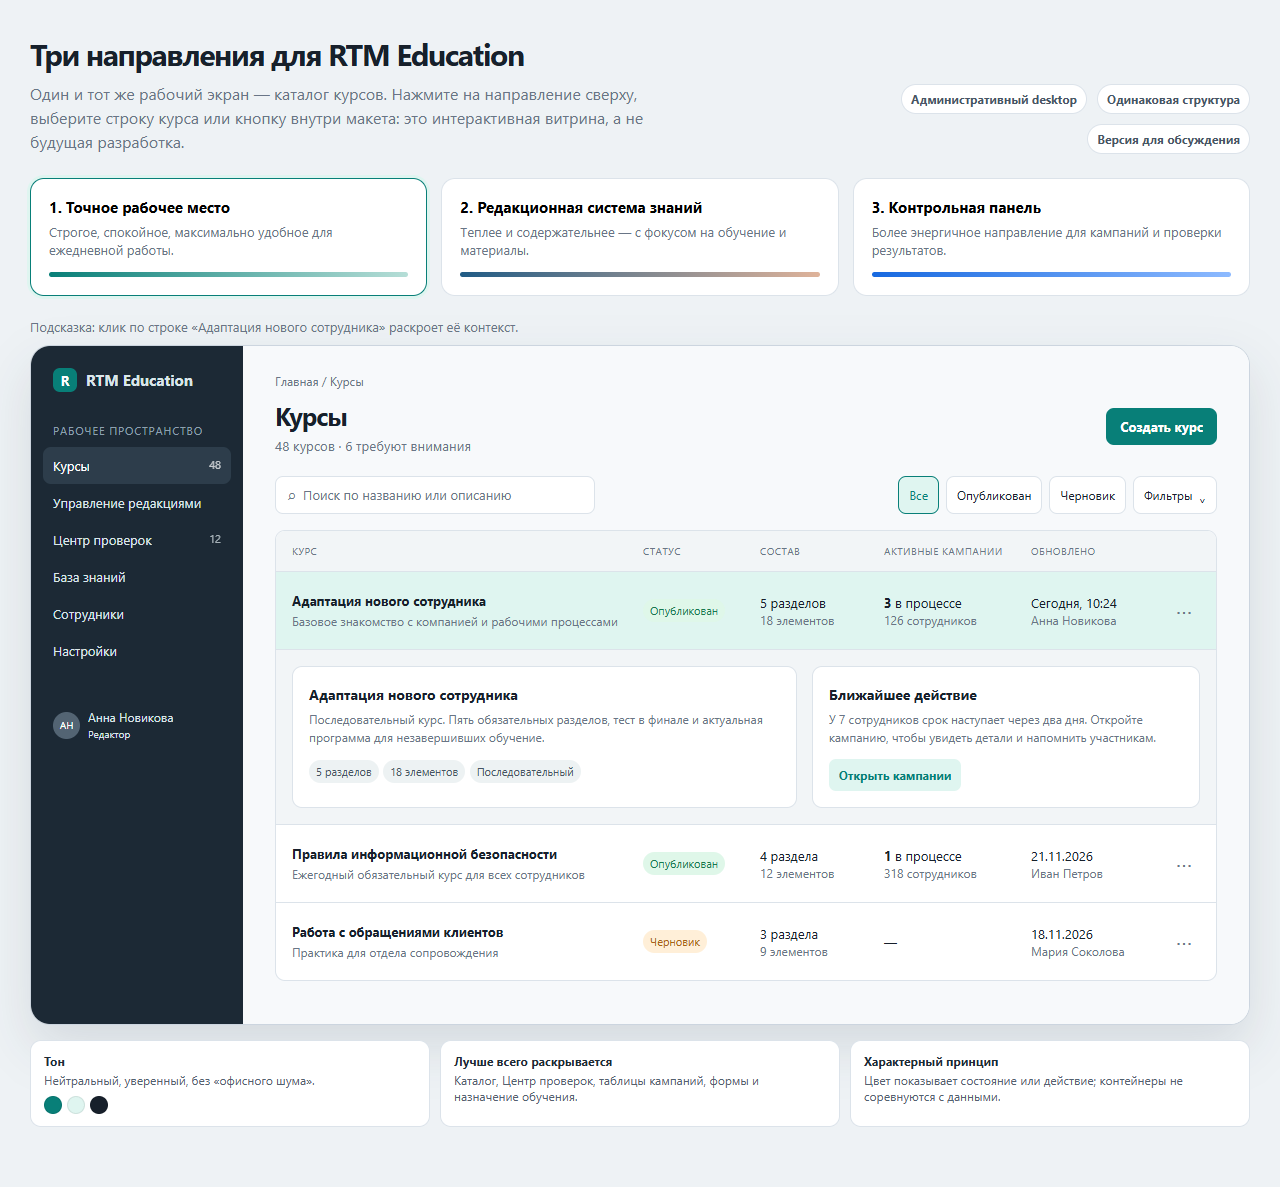 Три направления для RTM Education
Один и тот же рабочий экран — каталог курсов. Нажмите на направление сверху,
выберите строку курса или кнопку внутри макета: это интерактивная витрина, а не
будущая разработка.
Административный desktop
Одинаковая структура
Версия для обсуждения
1. Точное рабочее место
Строгое, спокойное, максимально удобное для
ежедневной работы.
2. Редакционная система знаний
Теплее и содержательнее — с фокусом на обучение и
материалы.
3. Контрольная панель
Более энергичное направление для кампаний и проверки
результатов.
Подсказка: клик по строке «Адаптация нового сотрудника» раскроет её контекст.
R RTM Education
РАБОЧЕЕ ПРОСТРАНСТВО
Курсы 48
Управление редакциями
Центр проверок 12
База знаний
Сотрудники
Настройки
АН
Анна Новикова
Редактор
Главная / Курсы
Курсы
48 курсов · 6 требуют внимания
Создать курс
Поиск по названию или описанию
Все
Опубликован
Черновик
Фильтры
КУРС СТАТУС СОСТАВ АКТИВНЫЕ КАМПАНИИ ОБНОВЛЕНО
Адаптация нового сотрудника
Базовое знакомство с компанией и рабочими процессами
Опубликован
5 разделов
18 элементов
3 в процессе
126 сотрудников
Сегодня, 10:24
Анна Новикова
...
Адаптация нового сотрудника
Последовательный курс. Пять обязательных разделов, тест в финале и актуальная
программа для незавершивших обучение.
5 разделов
18 элементов
Последовательный
Ближайшее действие
У 7 сотрудников срок наступает через два дня. Откройте
кампанию, чтобы увидеть детали и напомнить участникам.
Открыть кампании
Правила информационной безопасности
Ежегодный обязательный курс для всех сотрудников
Опубликован
4 раздела
12 элементов
1 в процессе
318 сотрудников
21.11.2026
Иван Петров
...
Работа с обращениями клиентов
Практика для отдела сопровождения
Черновик
3 раздела
9 элементов
—
18.11.2026
Мария Соколова
...
Тон
Нейтральный, уверенный, без «офисного шума».
Лучше всего раскрывается
Каталог, Центр проверок, таблицы кампаний, формы и
назначение обучения.
Характерный принцип
Цвет показывает состояние или действие; контейнеры не
соревнуются с данными.